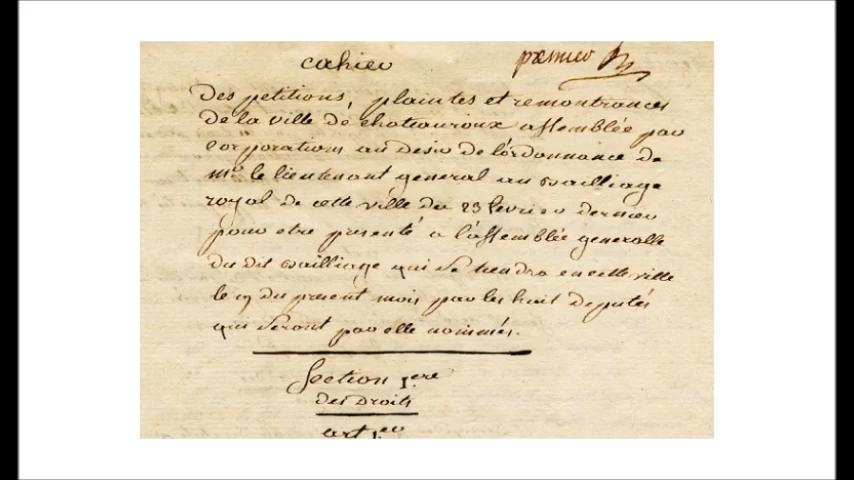 cahier
premier
Des petitions, plaintes et remontrances
De la ville de chateauroux assemblée par
Corporations au desir de l'ordonnance de
mr. le lieutenant general au Bailliage
royal de cette ville du 23 fevrier dernier
pour etre presenté a l'assemblée generalle
du dit Bailliage qui se tiendra en cette ville
le 9 du present mois par les huit deputés
qui seront par elle nommés.
Section 1ere
des Droits
art 1er